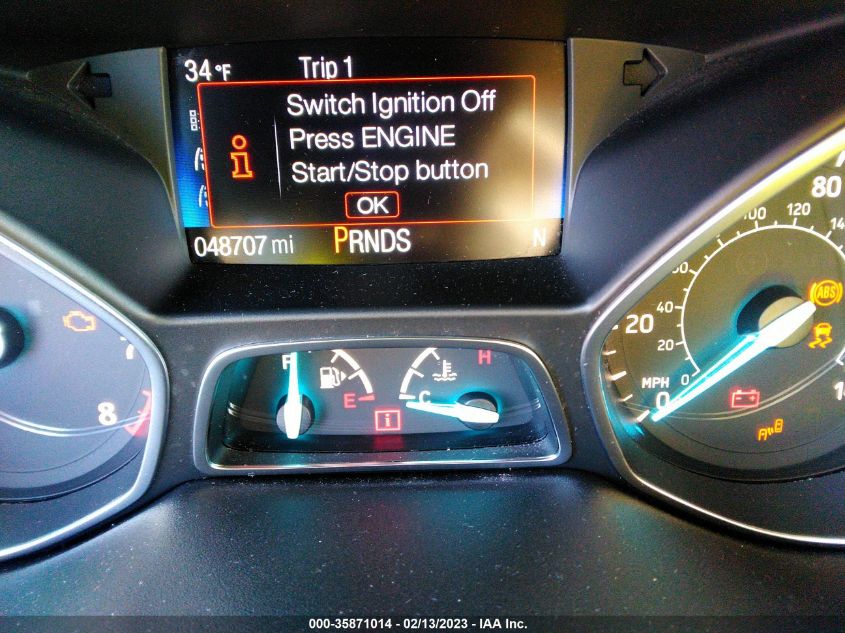 34°F Trip 1
Switch Ignition Off
Press ENGINE
Start/Stop button
OK
048707 mi PRNDS N
F E
C H
i
7
8
0 20 80
MPH
0 20 40 100 120
ABS
000-35871014 - 02/13/2023 - IAA Inc.